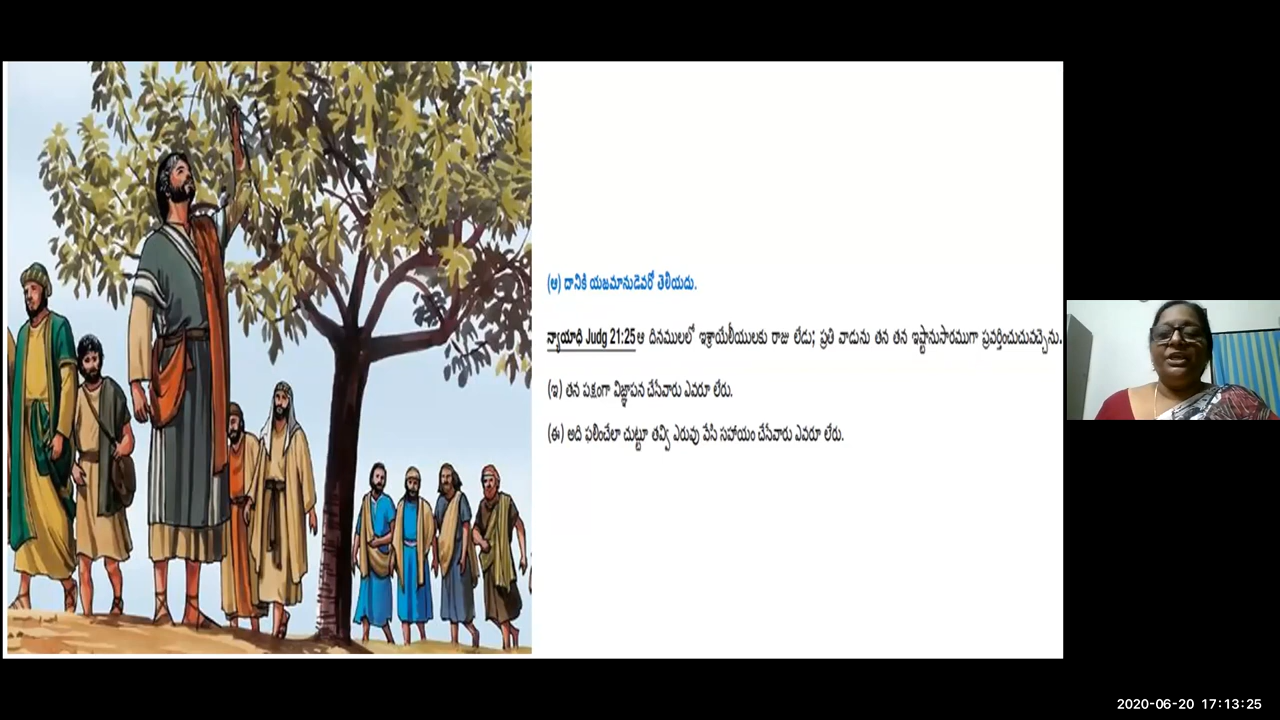 (ఆ) దానికి యజమానుడెవరో తెలీయదు.
న్యాయాధి Judg 21:25 ఆ దినములలో ఇశ్రాయేలీయులకు రాజు లేడు; ప్రతి వాడును తన తన ఇష్టానుసారముగా ప్రవర్తించుచువచ్చెను.
(ఇ) తన పక్షంగా విజ్ఞాపన చేసేవారు ఎవరూ లేరు.
(ఈ) అది ఫలించేలా చుట్టూ తవ్వి ఎరువు వేసి సహాయం చేసేవారు ఎవరూ లేరు.
2020-06-20 17:13:25